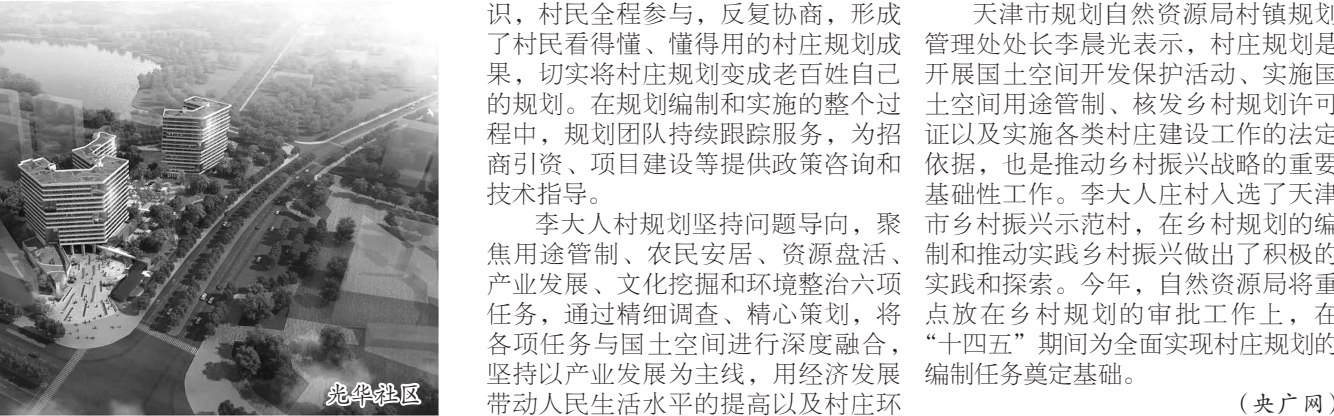 识，村民全程参与，反复协商，形成
了村民看得懂、懂得用的村庄规划成
果，切实将村庄规划变成老百姓自己
的规划。在规划编制和实施的整个过
程中，规划团队持续跟踪服务，为招
商引资、项目建设等提供政策咨询和
技术指导。
李大人村规划坚持问题导向，聚
焦用途管制、农民安居、资源盘活、
产业发展、文化挖掘和环境整治六项
任务，通过精细调查、精心策划，将
各项任务与国土空间进行深度融合，
坚持以产业发展为主线，用经济发展
带动人民生活水平的提高以及村庄环
天津市规划自然资源局村镇规划
管理处处长李晨光表示，村庄规划是
开展国土空间开发保护活动、实施国
土空间用途管制、核发乡村规划许可
证以及实施各类村庄建设工作的法定
依据，也是推动乡村振兴战略的重要
基础性工作。李大人庄村入选了天津
市乡村振兴示范村，在乡村规划的编
制和推动实践乡村振兴做出了积极的
实践和探索。今年，自然资源局将重
点放在乡村规划的审批工作上，在
“十四五”期间为全面实现村庄规划的
编制任务奠定基础。
（央广网）
光华社区